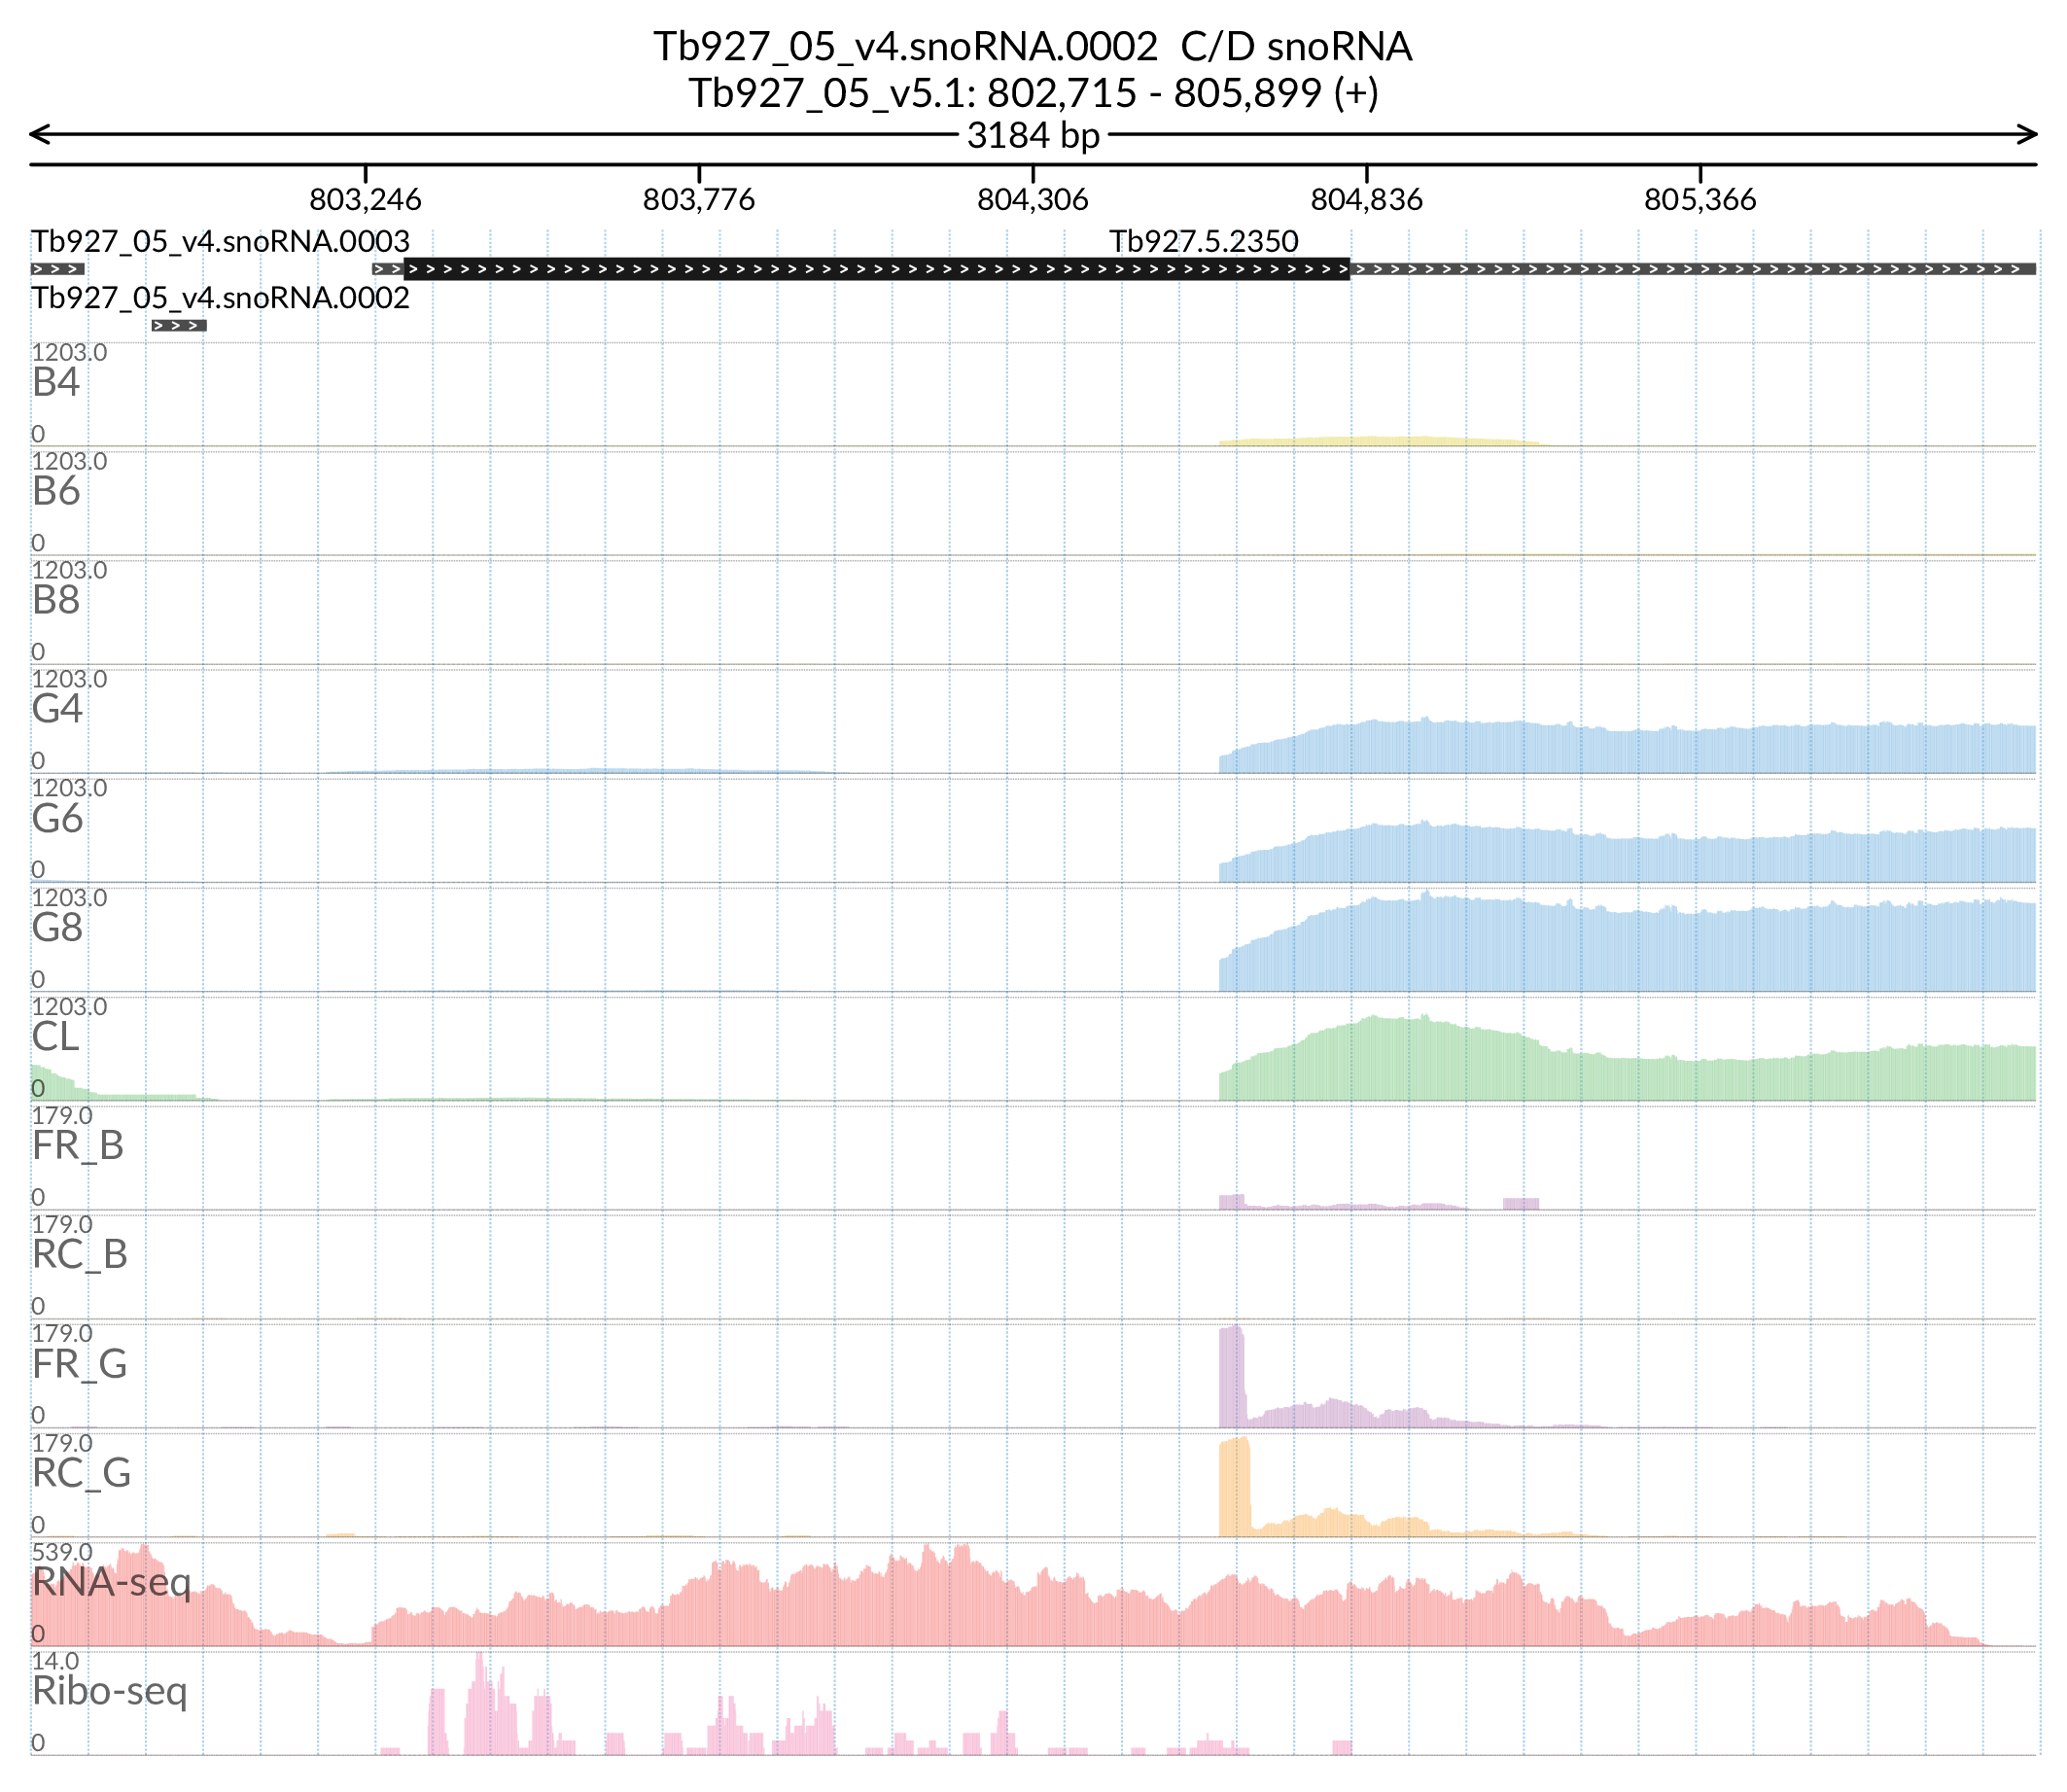 Tb927_05_v4.snoRNA.0002 C/D snoRNA
Tb927_05_v5.1: 802,715 - 805,899 (+)
3184 bp
803,246 803,776 804,306 804,836 805,366
Tb927_05_v4.snoRNA.0003 Tb927.5.2350
Tb927_05_v4.snoRNA.0002
1203.0
B4
0
1203.0
B6
0
1203.0
B8
0
1203.0
G4
0
1203.0
G6
0
1203.0
G8
0
1203.0
CL
0
179.0
FR_B
0
179.0
RC_B
0
179.0
FR_G
0
179.0
RC_G
0
539.0
RNA-seq
0
14.0
Ribo-seq
0